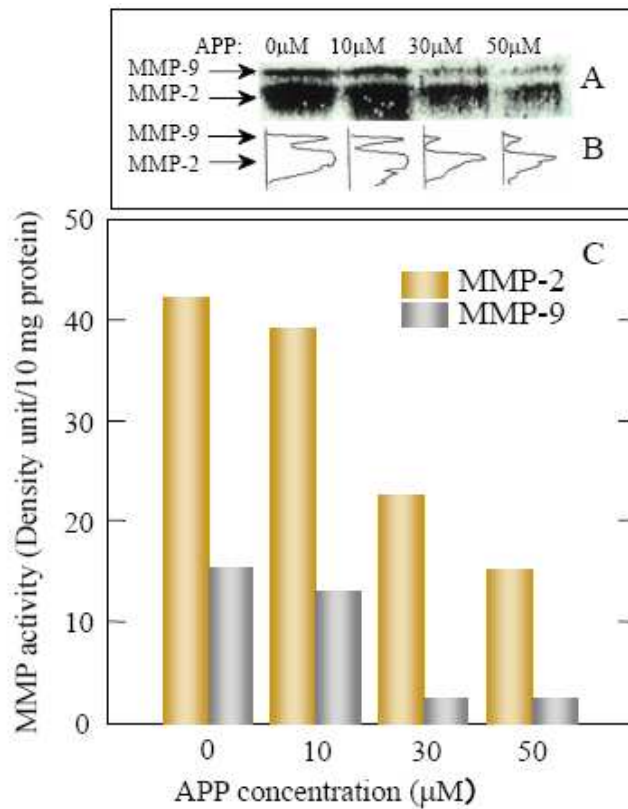 APP: 0μM 10μM 30μM 50μM
MMP-9
MMP-2
A
MMP-9
MMP-2
B
C
MMP-2
MMP-9
MMP activity (Density unit/10 mg protein)
50
40
30
20
10
0
0 10 30 50
APP concentration (μM)